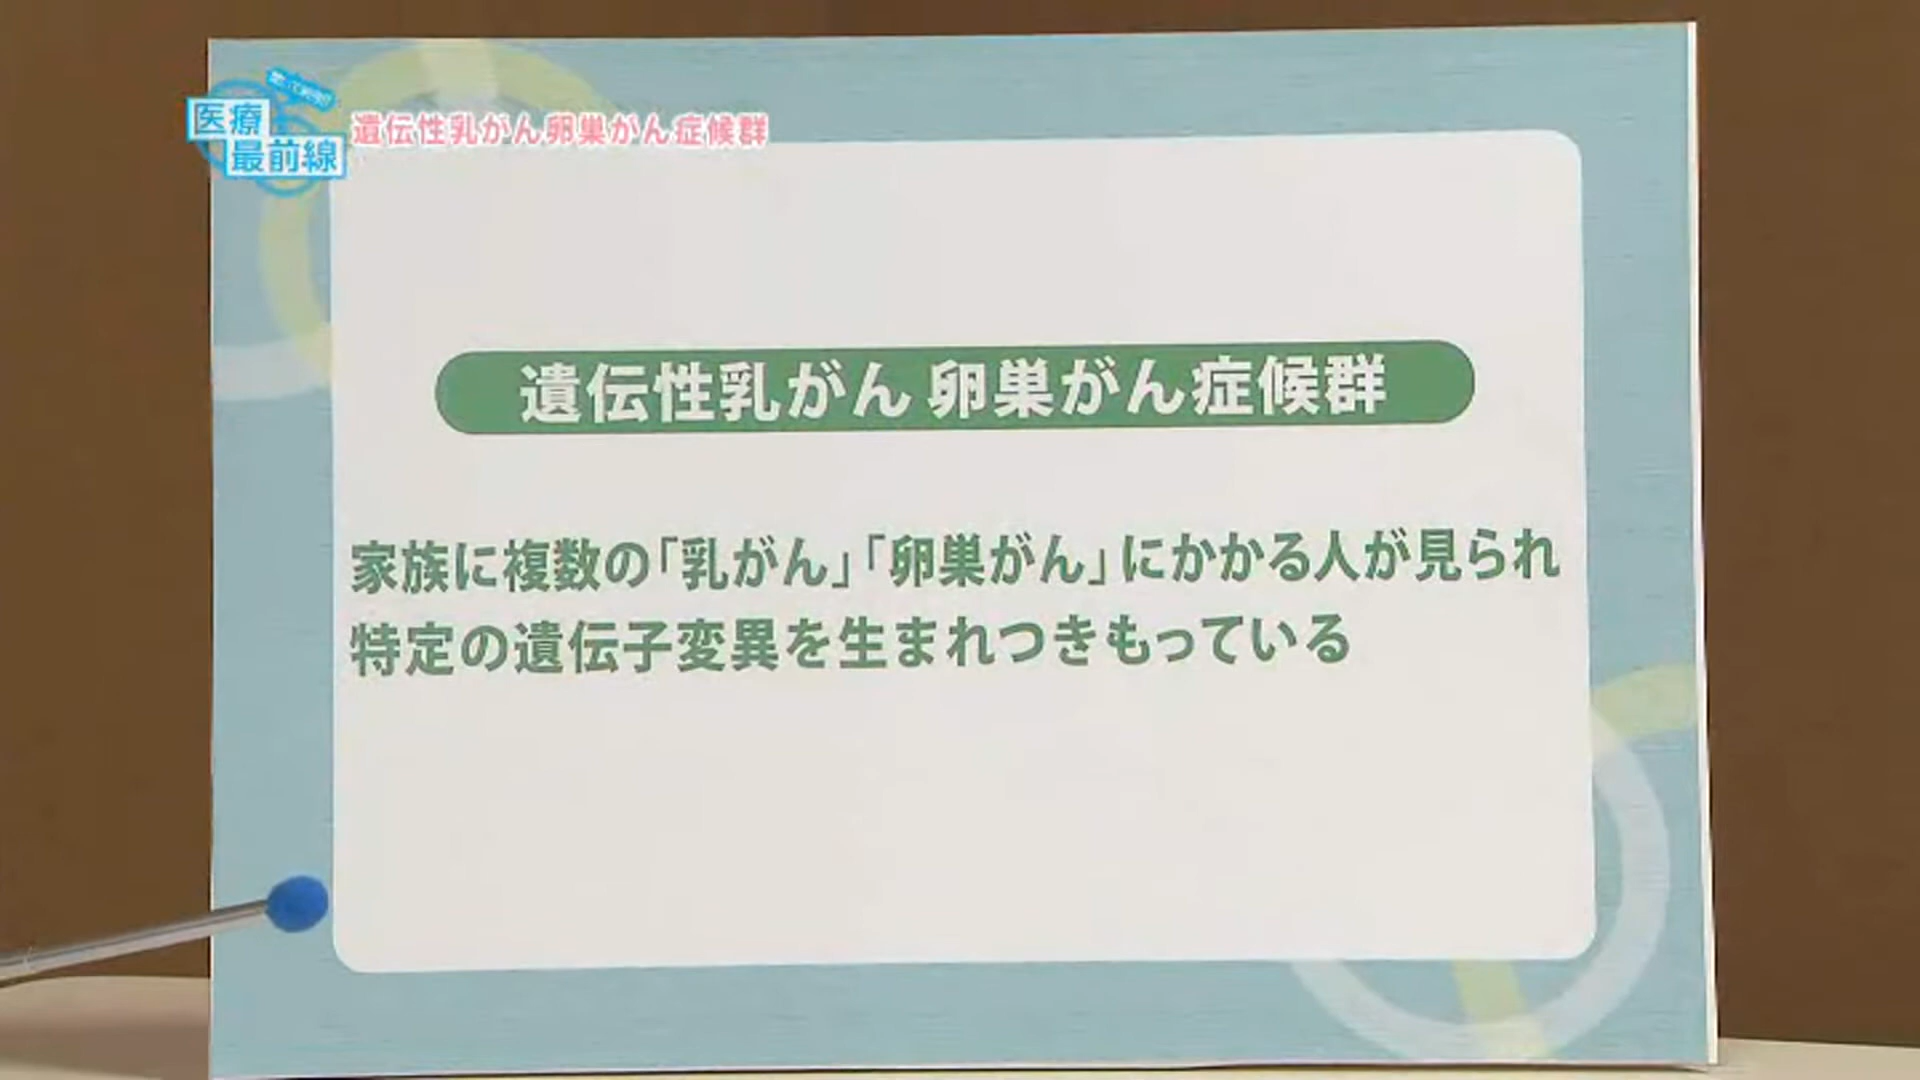 医療
最前線
遺伝性乳がん卵巣がん症候群
遺伝性乳がん 卵巣がん症候群
家族に複数の「乳がん」「卵巣がん」にかかる人が見られ
特定の遺伝子変異を生まれつきもっている